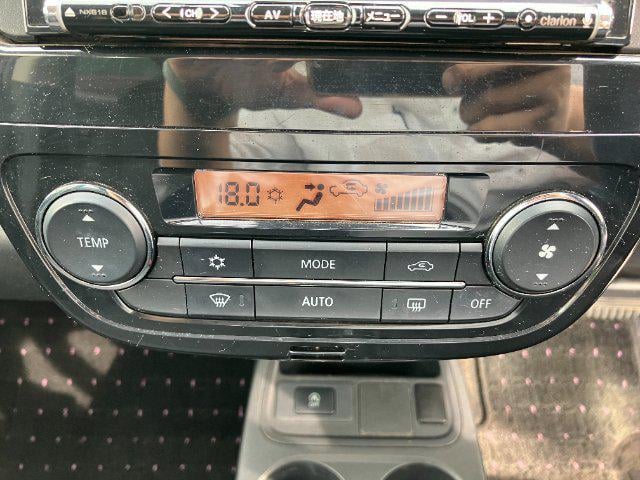 NX618 CH AV 現在地 メニュー - VOL + clarion
18.0
TEMP MODE
AUTO OFF